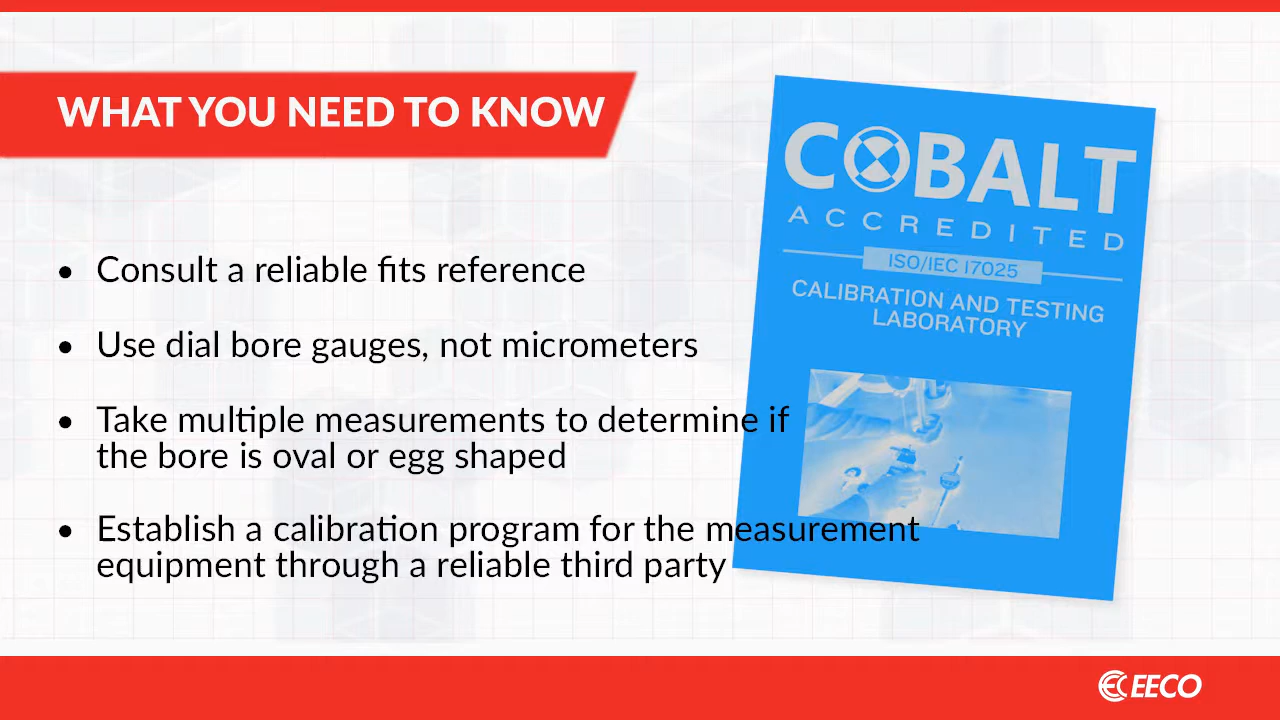 WHAT YOU NEED TO KNOW
• Consult a reliable fits reference
• Use dial bore gauges, not micrometers
• Take multiple measurements to determine if
the bore is oval or egg shaped
• Establish a calibration program for the measurement
equipment through a reliable third party
COBALT
ACCREDITED
ISO/IEC 17025
CALIBRATION AND TESTING
LABORATORY
EECO